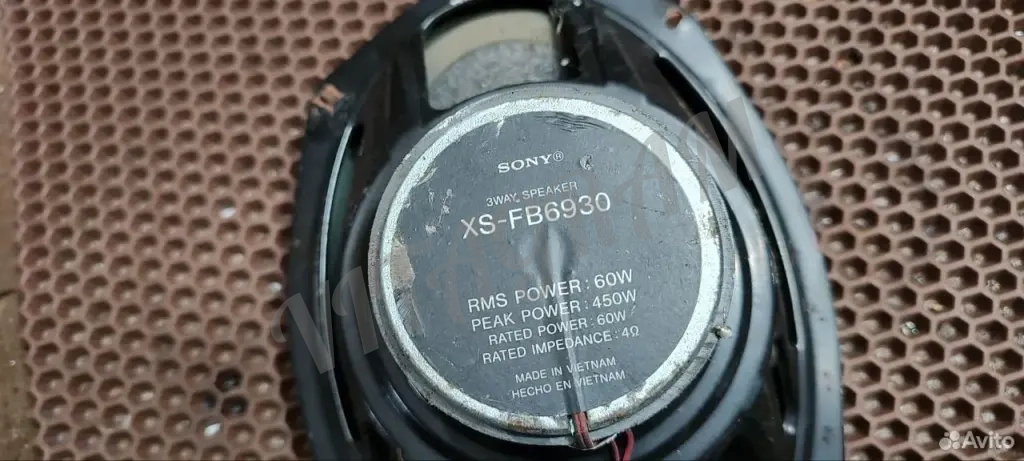 SONY®
3WAY SPEAKER
XS-FB6930
RMS POWER : 60W
PEAK POWER : 450W
RATED POWER : 60W
RATED IMPEDANCE : 4Ω
MADE IN VIETNAM
HECHO EN VIETNAM
Avito